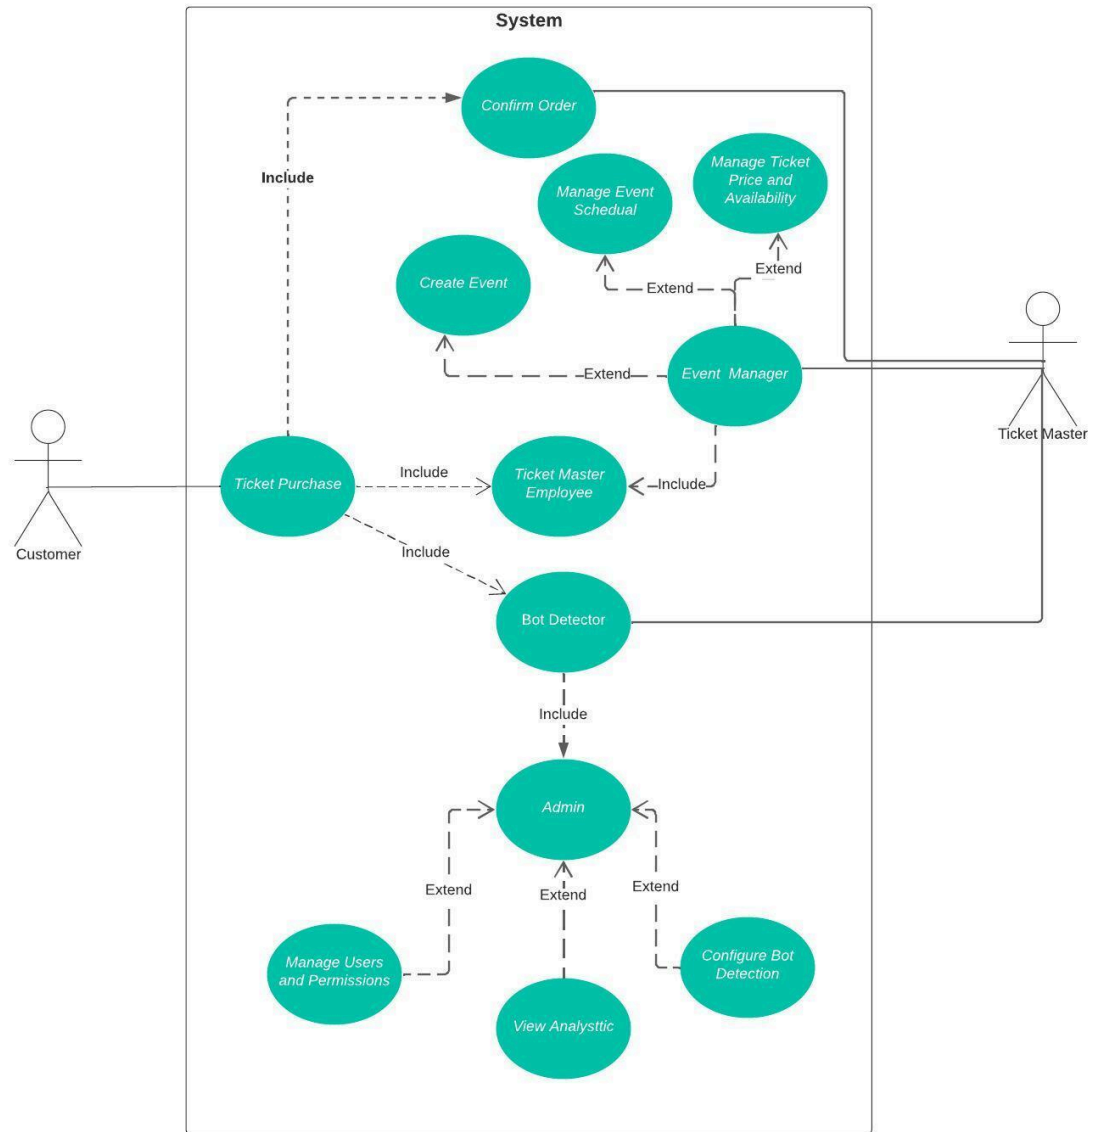 System
Confirm Order
Manage Ticket
Price and
Availability
Include
Manage Event
Schedual
Extend
Create Event
Extend
Extend
Event Manager
Ticket Master
Include
Ticket Purchase
Ticket Master
Employee
Include
Customer
Include
Bot Detector
Include
Admin
Extend
Extend
Extend
Manage Users
and Permissions
Configure Bot
Detection
View Analysttic